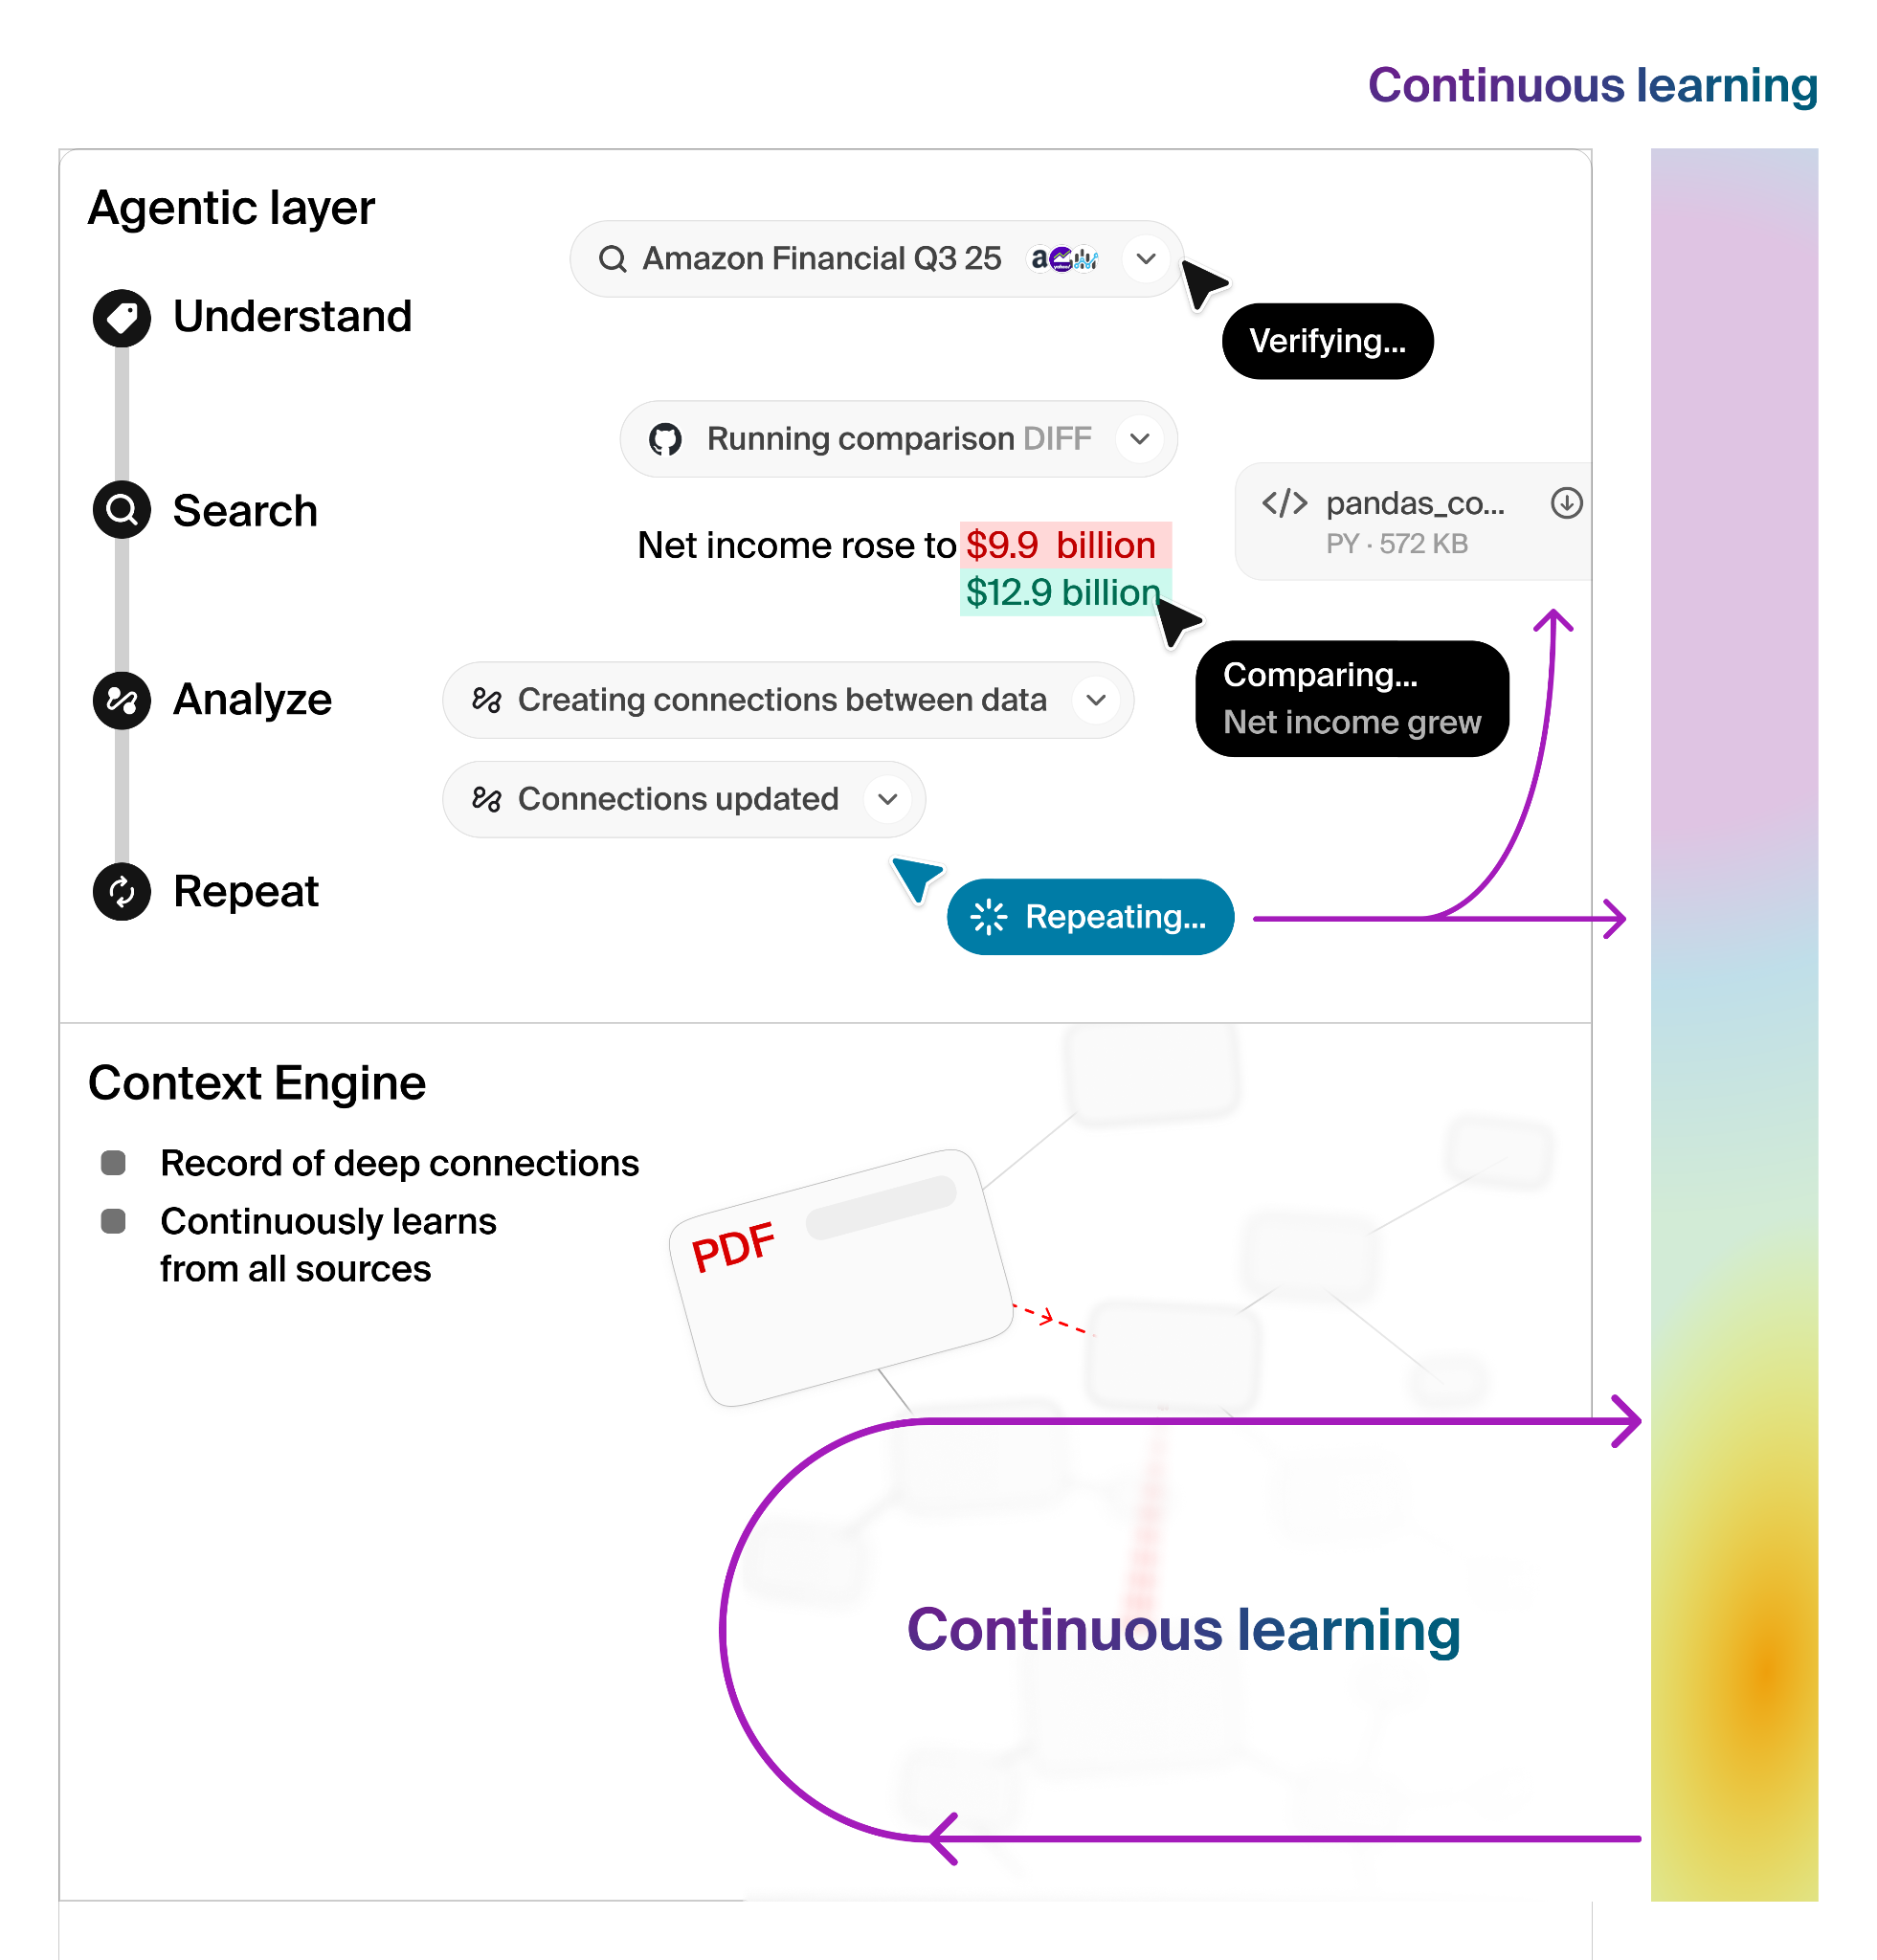 Continuous learning
Agentic layer
Amazon Financial Q3 25
Understand
Verifying...
Running comparison DIFF
Search
pandas_co...
PY · 572 KB
Net income rose to $9.9 billion
$12.9 billion
Comparing...
Net income grew
Analyze
Creating connections between data
Connections updated
Repeat
Repeating...
Context Engine
Record of deep connections
Continuously learns
from all sources
PDF
Continuous learning